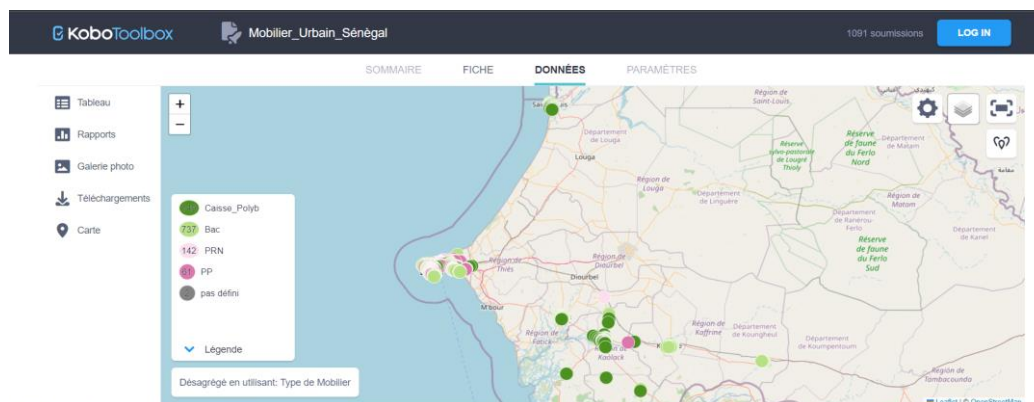 KoboToolbox
Mobilier_Urbain_Sénègal
1091 soumissions
LOG IN
SOMMAIRE FICHE DONNÉES PARAMÈTRES
Tableau
Rapports
Galerie photo
Téléchargements
Carte
+
−
Caisse_Polyb
737 Bac
142 PRN
61 PP
pas défini
Légende
Désagrégé en utilisant: Type de Mobilier
Région de
Saint-Louis
Département
de Louga
Louga
Réserve
sylvo-pastorale
de Lougré
Thioly
Réserve
de faune
du Ferlo
Nord
Département
de Matam
Région de
Louga
Département
de Linguère
Région de
Matam
Département
de Ranérou-
Ferlo
Département
de Kanel
Réserve
de faune
du Ferlo
Sud
Région de
Thiès
Région de
Diourbel
Diourbel
M'bour
Région de
Fatick
Région de
Kaolack
Région de
Kaffrine
Département
de Koungheul
Département
de Koumpentoum
Région de
Tambacounda
Leaflet | © OpenStreetMap